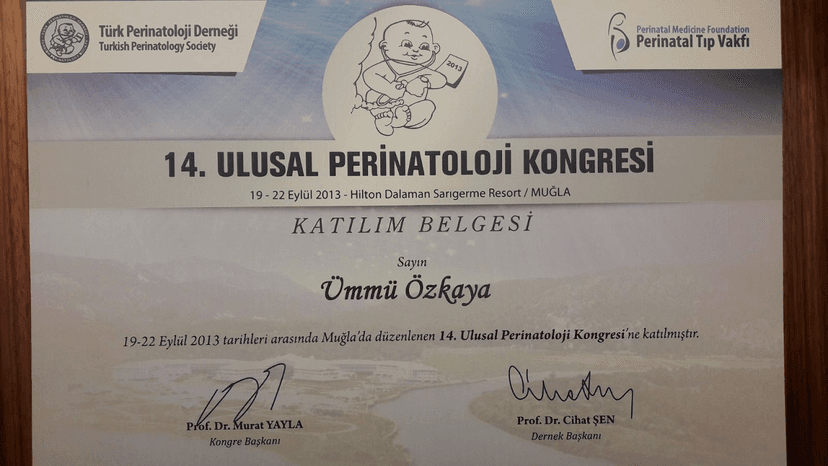 Türk Perinatoloji Derneği
Turkish Perinatology Society
Perinatal Medicine Foundation
Perinatal Tıp Vakfı
2013
14. ULUSAL PERİNATOLOJİ KONGRESİ
19 - 22 Eylül 2013 - Hilton Dalaman Sarıgerme Resort / MUĞLA
KATILIM BELGESİ
Sayın
Ümmü Özkaya
19-22 Eylül 2013 tarihleri arasında Muğla'da düzenlenen 14. Ulusal Perinatoloji Kongresi'ne katılmıştır.
Prof. Dr. Murat YAYLA
Kongre Başkanı
Prof. Dr. Cihat ŞEN
Dernek Başkanı